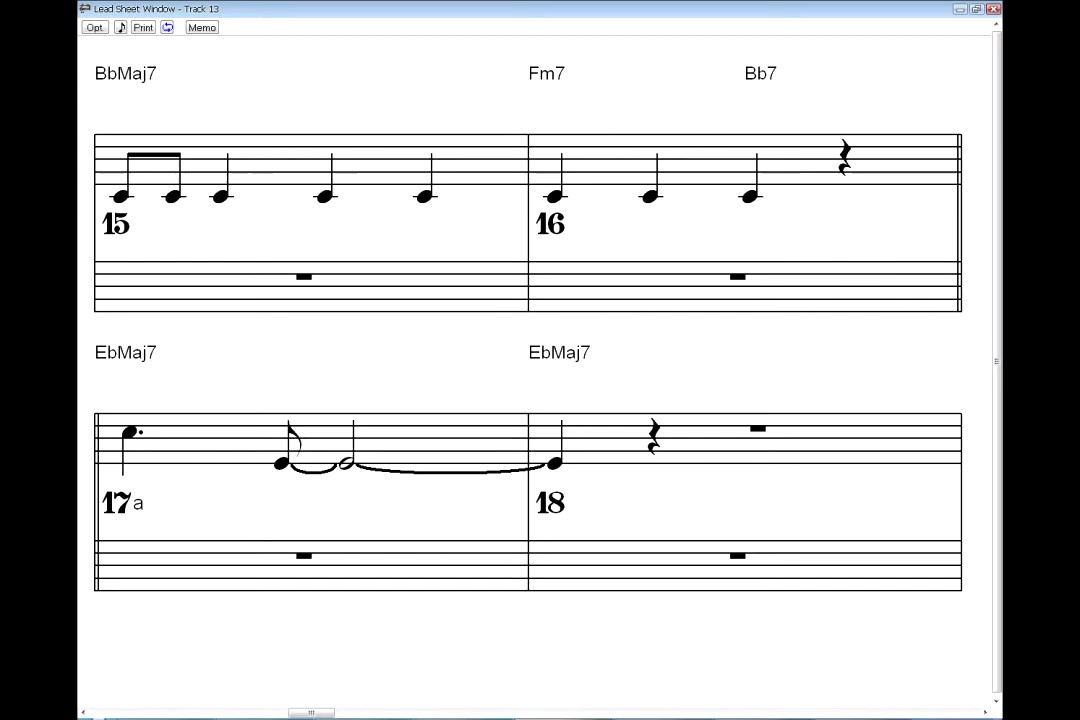 Lead Sheet Window - Track 13
Opt. Print Memo
BbMaj7 Fm7 Bb7
15 16
EbMaj7 EbMaj7
17a 18